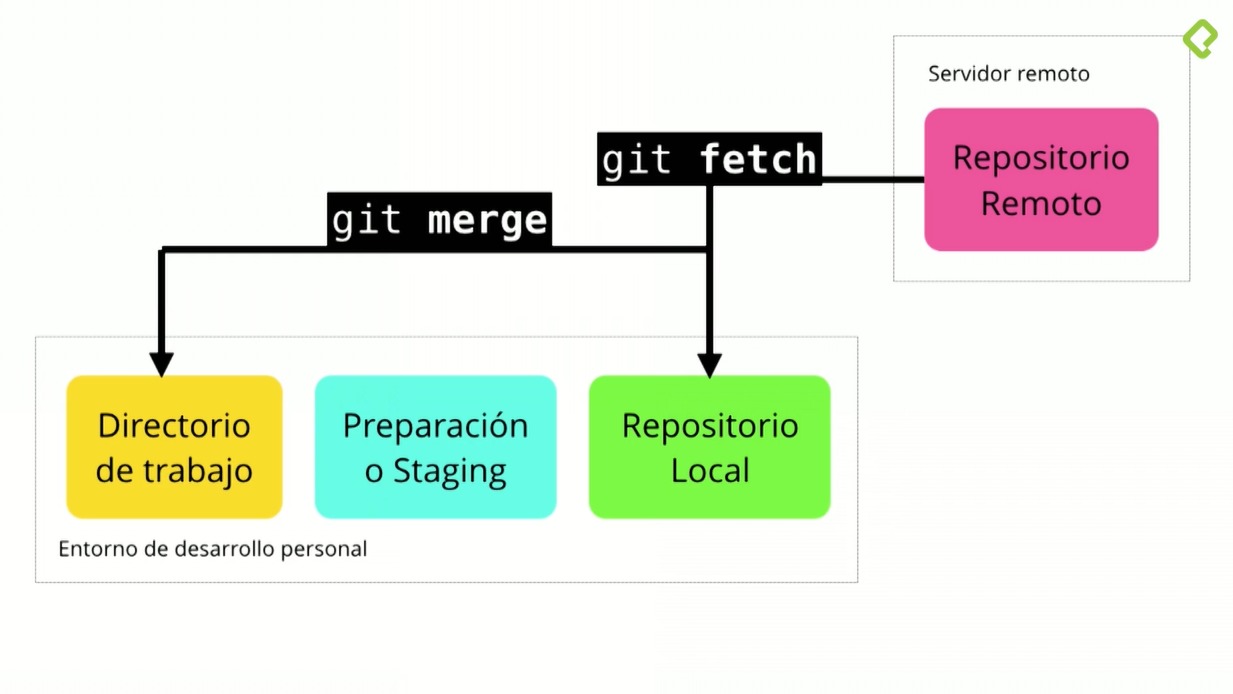 Servidor remoto
git fetch
Repositorio
Remoto
git merge
Directorio
de trabajo
Preparación
o Staging
Repositorio
Local
Entorno de desarrollo personal